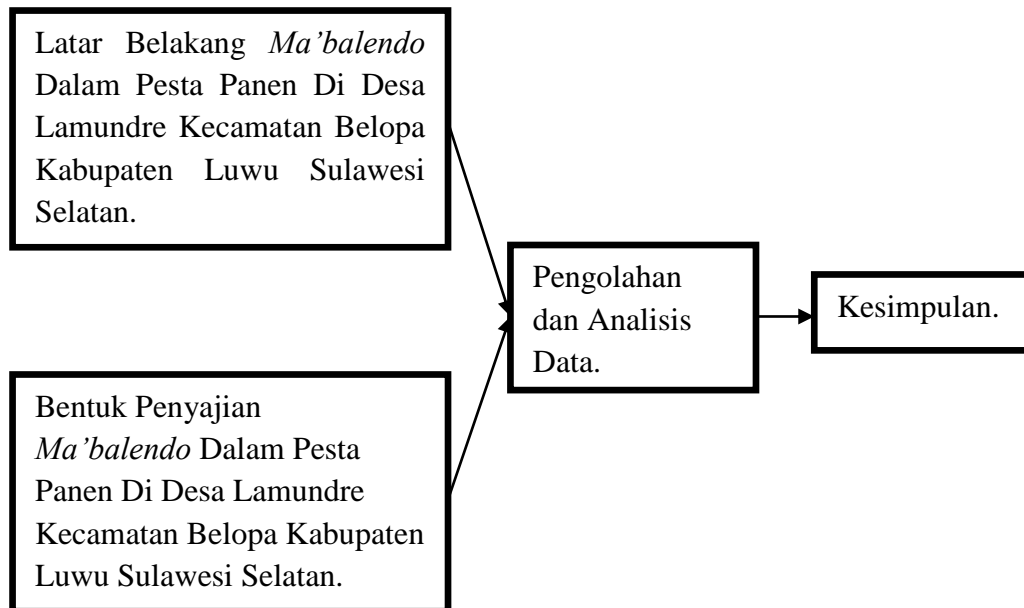 Latar Belakang Ma’balendo
Dalam Pesta Panen Di Desa
Lamundre Kecamatan Belopa
Kabupaten Luwu Sulawesi
Selatan.
Bentuk Penyajian
Ma’balendo Dalam Pesta
Panen Di Desa Lamundre
Kecamatan Belopa Kabupaten
Luwu Sulawesi Selatan.
Pengolahan
dan Analisis
Data.
Kesimpulan.